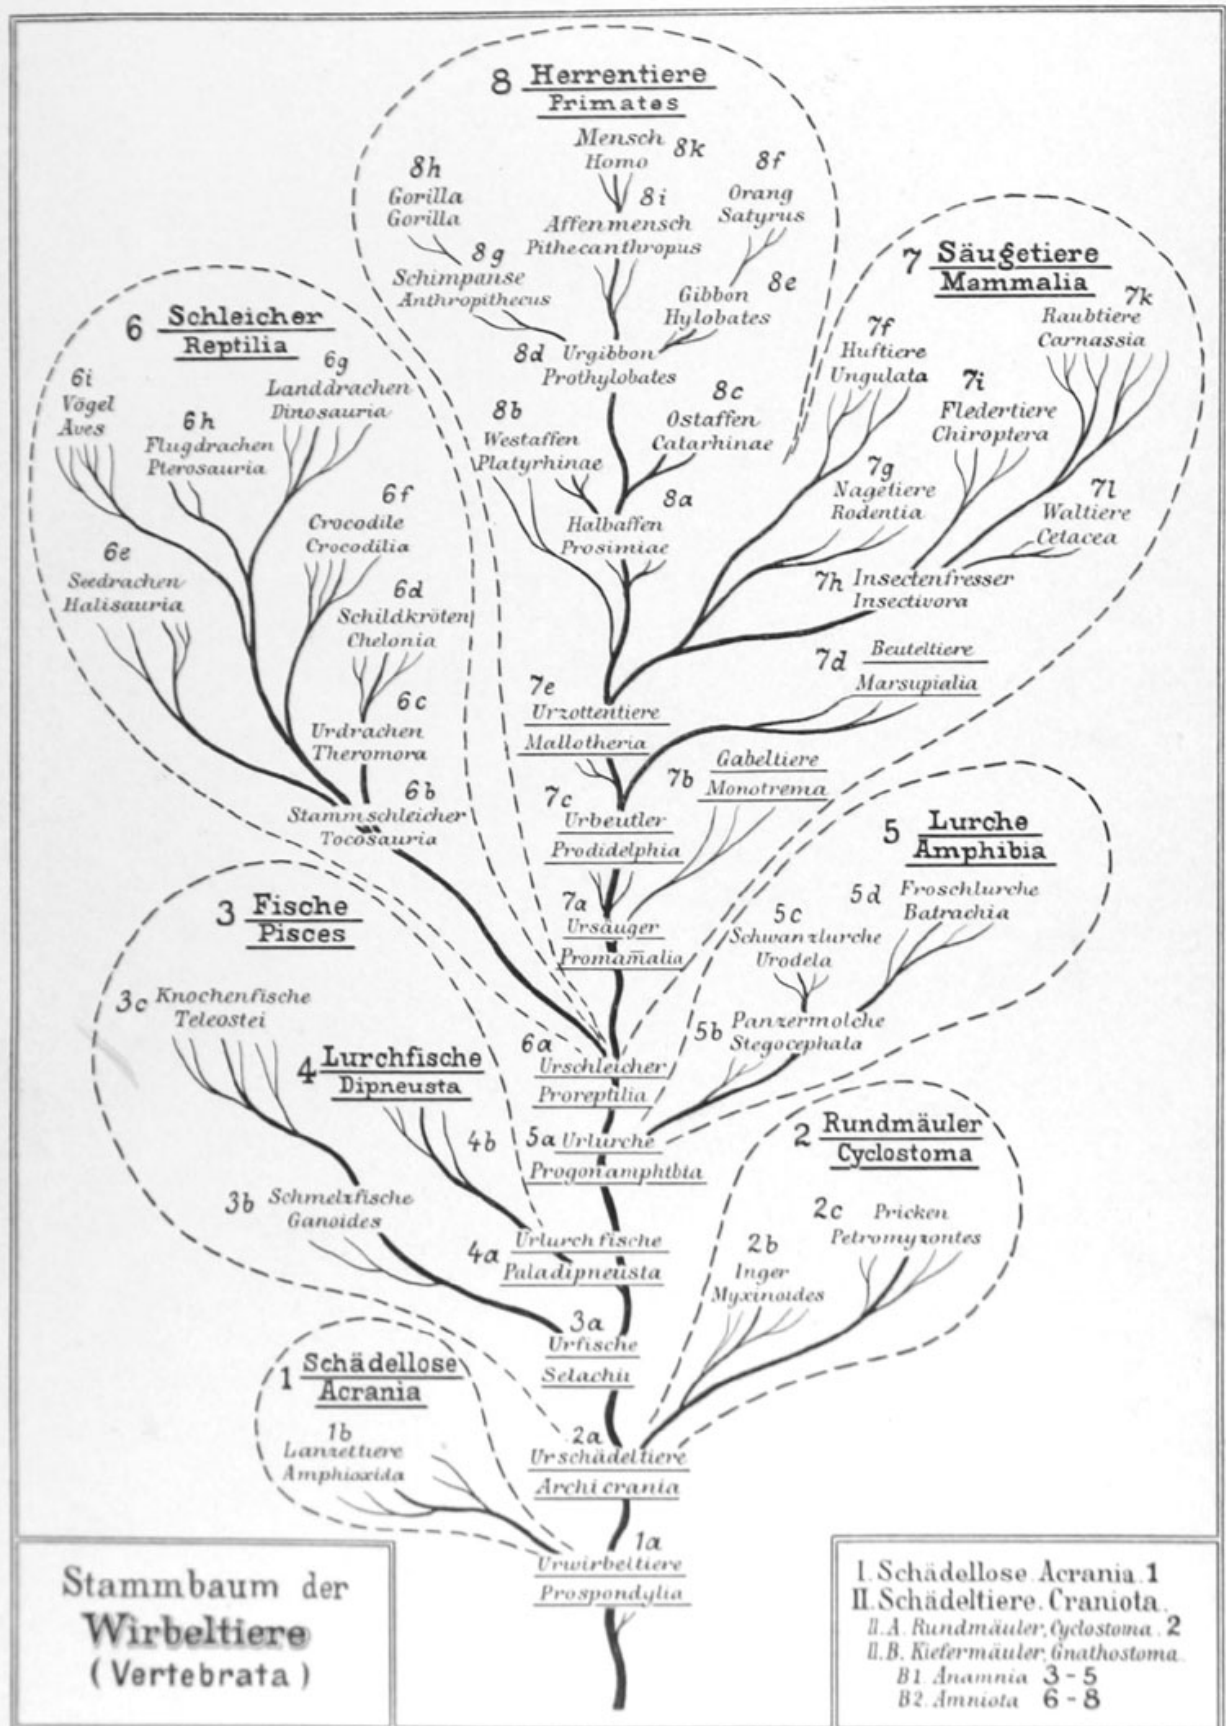 8 Herrentiere
Primates
Mensch
Homo
8k
8h
Gorilla
Gorilla
8i
Affenmensch
Pithecanthropus
8f
Orang
Satyrus
8g
Schimpanse
Anthropithecus
Gibbon 8e
Hylobates
8d Urgibbon
Prothylobates
8b
Westaffen
Platyrhinae
8c
Ostaffen
Catarhinae
8a
Halbaffen
Prosimiae
7 Säugetiere
Mammalia
7k
Raubtiere
Carnassia
7f
Huftiere
Ungulata
7i
Fledertiere
Chiroptera
7g
Nagetiere
Rodentia
7l
Waltiere
Cetacea
7h Insectenfresser
Insectivora
7d Beuteltiere
Marsupialia
7e
Urzottentiere
Mallotheria
7b Gabeltiere
Monotrema
7c
Urbeutler
Prodidelphia
7a
Ursäuger
Promam̅alia
6 Schleicher
Reptilia
6i
Vögel
Aves
6h
Flugdrachen
Pterosauria
6g
Landdrachen
Dinosauria
6f
Crocodile
Crocodilia
6e
Seedrachen
Halisauria
6d
Schildkröten
Chelonia
6c
Urdrachen
Theromora
6b
Stammschleicher
Tocosauria
6a
Urschleicher
Proreptilia
5 Lurche
Amphibia
5d Froschlurche
Batrachia
5c
Schwanzlurche
Urodela
5b Panzermolche
Stegocephala
5a Urlurche
Progonamphibia
3 Fische
Pisces
3c Knochenfische
Teleostei
4 Lurchfische
Dipneusta
4b
3b Schmelzfische
Ganoides
4a Urlurchfische
Paladipneusta
3a
Urfische
Selachii
2 Rundmäuler
Cyclostoma
2c Pricken
Petromyzontes
2b
Inger
Myxinoides
2a
Urschädeltiere
Archicrania
1 Schädellose
Acrania
1b
Lanzettiere
Amphioxida
1a
Urwirbeltiere
Prospondylia
Stammbaum der
Wirbeltiere
(Vertebrata)
I. Schädellose. Acrania. 1
II. Schädeltiere. Craniota.
II. A. Rundmäuler, Cyclostoma. 2
II. B. Kiefermäuler, Gnathostoma.
B1. Anamnia 3-5
B2. Amniota 6-8